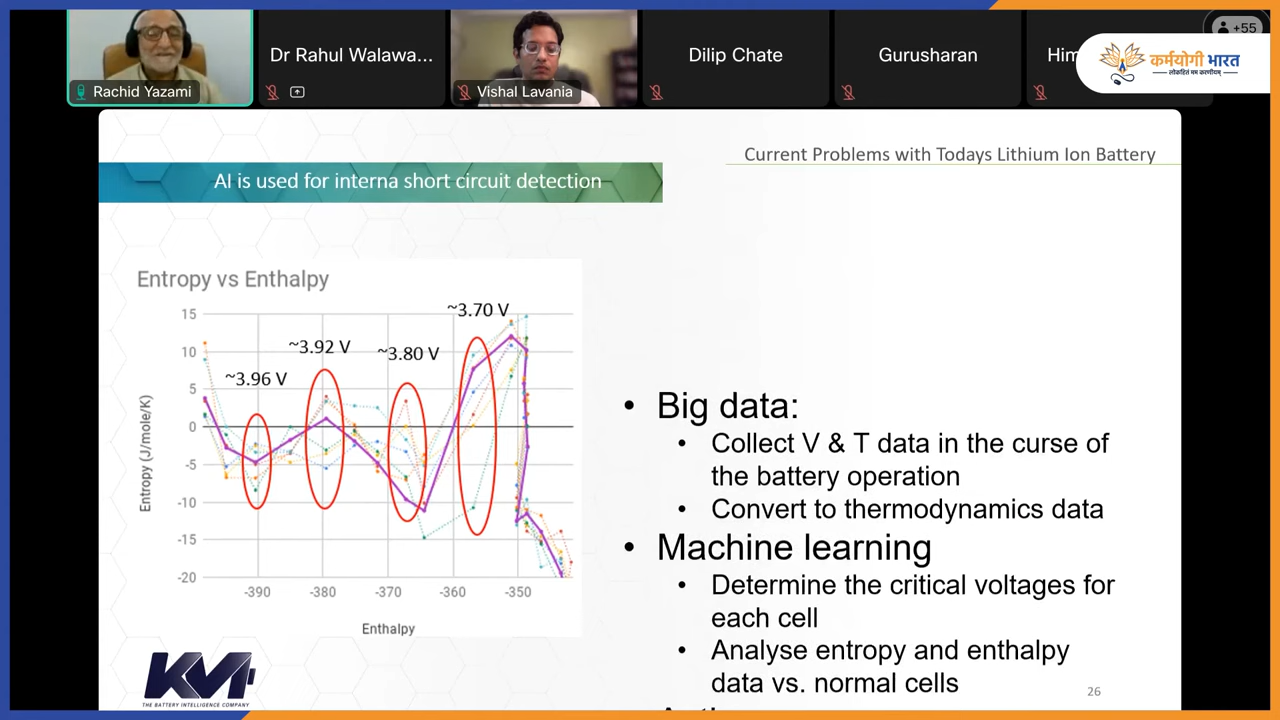 Rachid Yazami
Dr Rahul Walawa...
Vishal Lavania
Dilip Chate
Gurusharan
Him
+55
कर्मयोगी भारत
लोकहितं मम करणीयम्
Current Problems with Todays Lithium Ion Battery
AI is used for interna short circuit detection
Entropy vs Enthalpy
~3.70 V
~3.92 V
~3.80 V
~3.96 V
15
10
5
0
-5
-10
-15
-20
Entropy (J/mole/K)
-390
-380
-370
-360
-350
Enthalpy
• Big data:
• Collect V & T data in the curse of
the battery operation
• Convert to thermodynamics data
• Machine learning
• Determine the critical voltages for
each cell
• Analyse entropy and enthalpy
data vs. normal cells
KVI
THE BATTERY INTELLIGENCE COMPANY
26